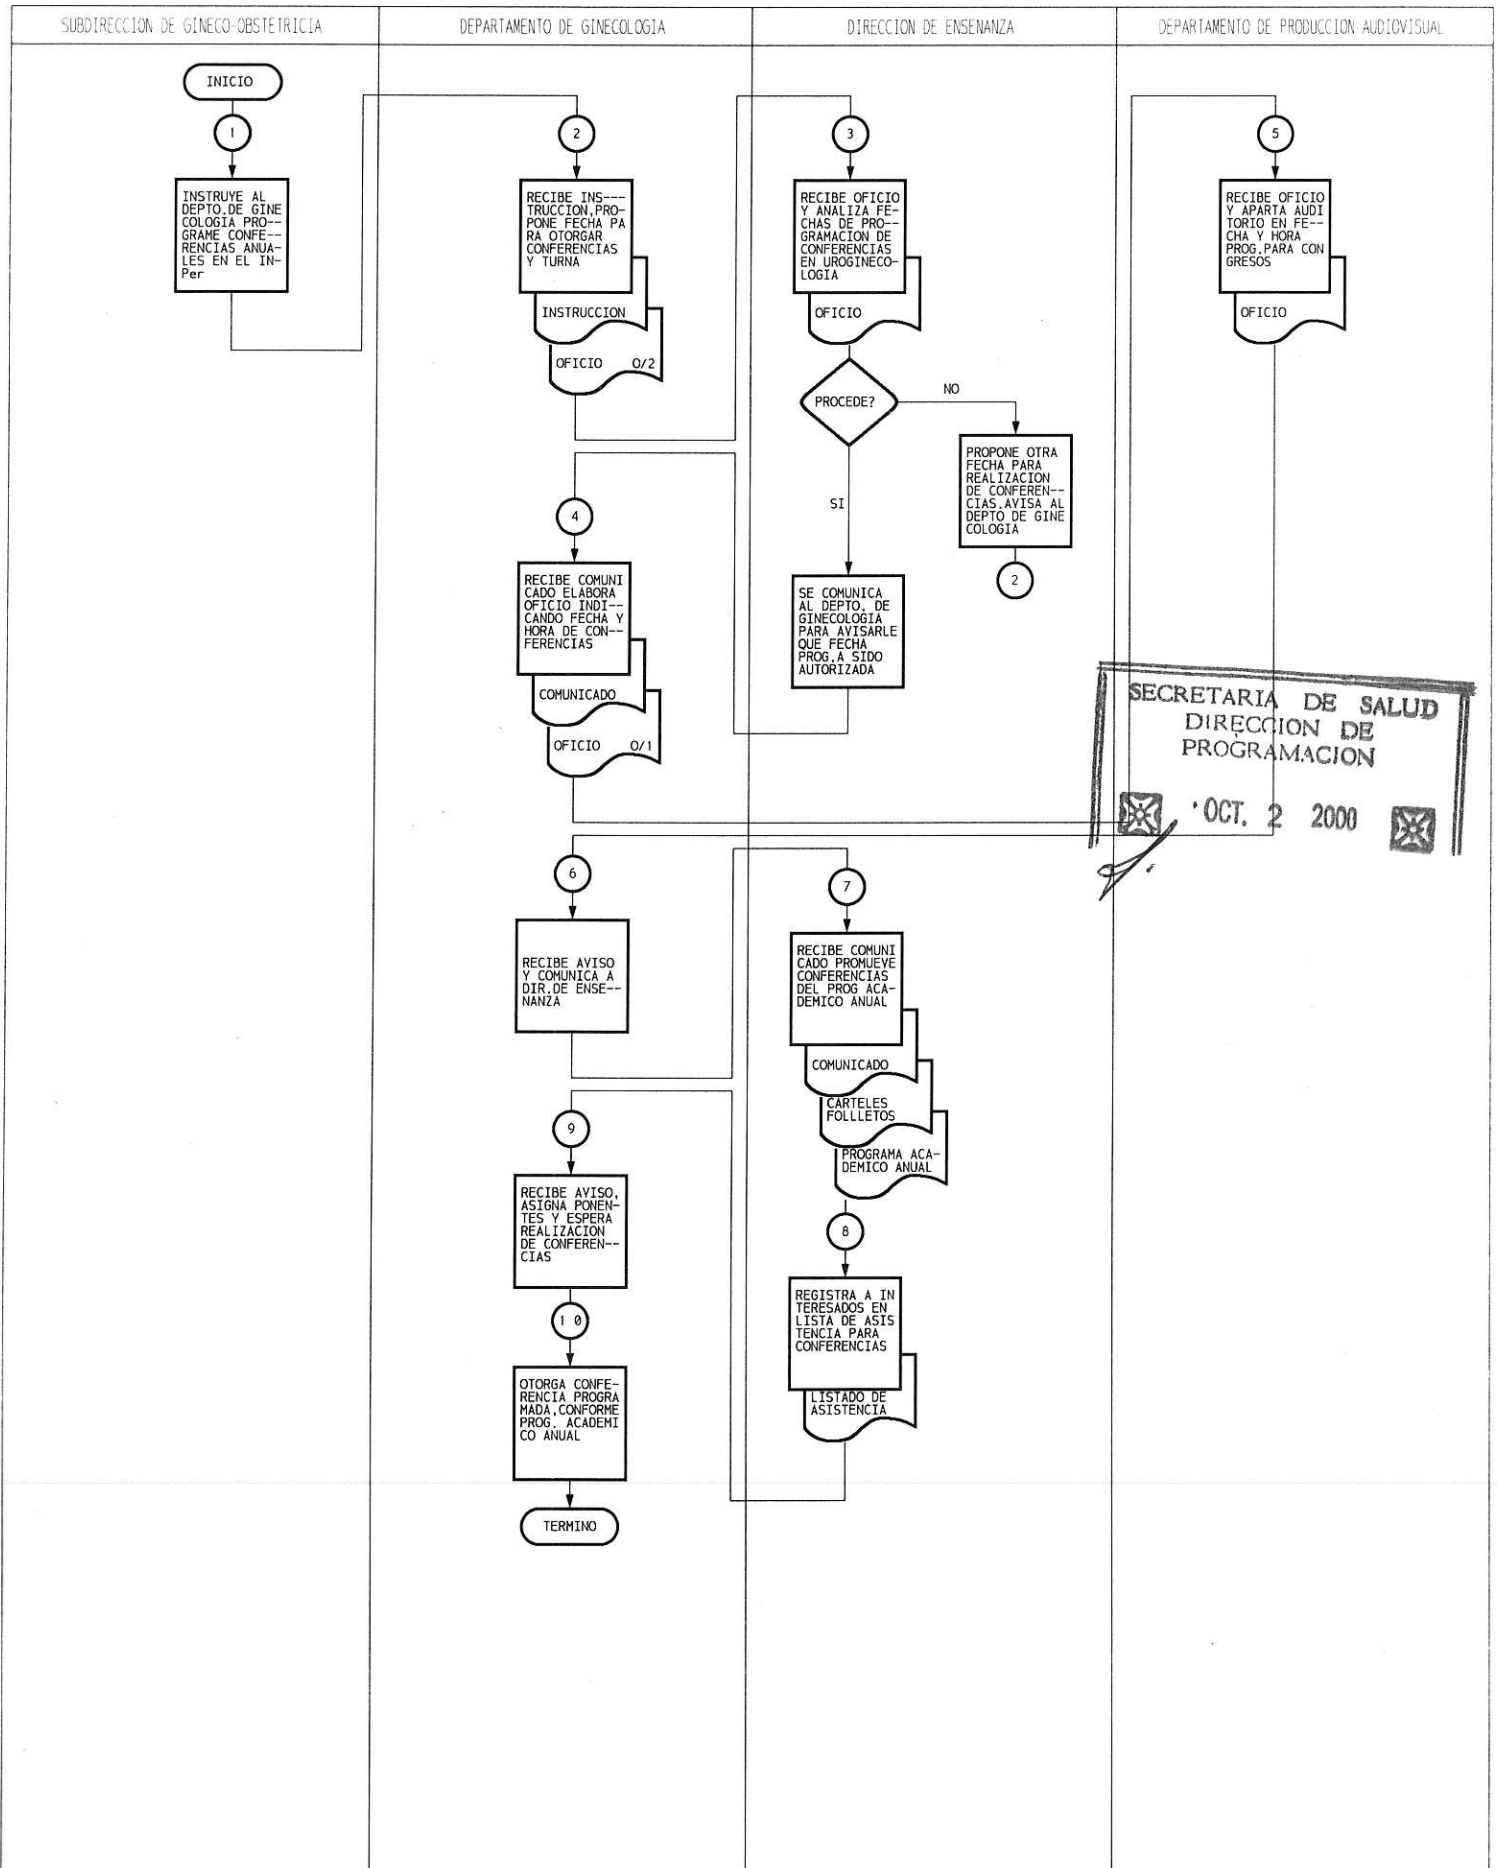 SUBDIRECCION DE GINECO-OBSTETRICIA
DEPARTAMENTO DE GINECOLOGIA
DIRECCION DE ENSENANZA
DEPARTAMENTO DE PRODUCCION AUDIOVISUAL
INICIO
1
INSTRUYE AL
DEPTO.DE GINE
COLOGIA PRO--
GRAME CONFE--
RENCIAS ANUA-
LES EN EL IN-
Per
2
RECIBE INS---
TRUCCION,PRO-
PONE FECHA PA
RA OTORGAR
CONFERENCIAS
Y TURNA
INSTRUCCION
OFICIO O/2
3
RECIBE OFICIO
Y ANALIZA FE-
CHAS DE PRO--
GRAMACION DE
CONFERENCIAS
EN UROGINECO-
LOGIA
OFICIO
PROCEDE?
NO
PROPONE OTRA
FECHA PARA
REALIZACION
DE CONFEREN--
CIAS,AVISA AL
DEPTO DE GINE
COLOGIA
2
SI
SE COMUNICA
AL DEPTO. DE
GINECOLOGIA
PARA AVISARLE
QUE FECHA
PROG.A SIDO
AUTORIZADA
4
RECIBE COMUNI
CADO ELABORA
OFICIO INDI--
CANDO FECHA Y
HORA DE CON--
FERENCIAS
COMUNICADO
OFICIO O/1
5
RECIBE OFICIO
Y APARTA AUDI
TORIO EN FE--
CHA Y HORA
PROG.PARA CON
GRESOS
OFICIO
SECRETARIA DE SALUD
DIRECCION DE
PROGRAMACION
OCT. 2 2000
6
RECIBE AVISO
Y COMUNICA A
DIR.DE ENSE--
NANZA
7
RECIBE COMUNI
CADO PROMUEVE
CONFERENCIAS
DEL PROG ACA-
DEMICO ANUAL
COMUNICADO
CARTELES
FOLLLETOS
PROGRAMA ACA-
DEMICO ANUAL
8
REGISTRA A IN
TERESADOS EN
LISTA DE ASIS
TENCIA PARA
CONFERENCIAS
LISTADO DE
ASISTENCIA
9
RECIBE AVISO,
ASIGNA PONEN-
TES Y ESPERA
REALIZACION
DE CONFEREN--
CIAS
1 0
OTORGA CONFE-
RENCIA PROGRA
MADA,CONFORME
PROG. ACADEMI
CO ANUAL
TERMINO